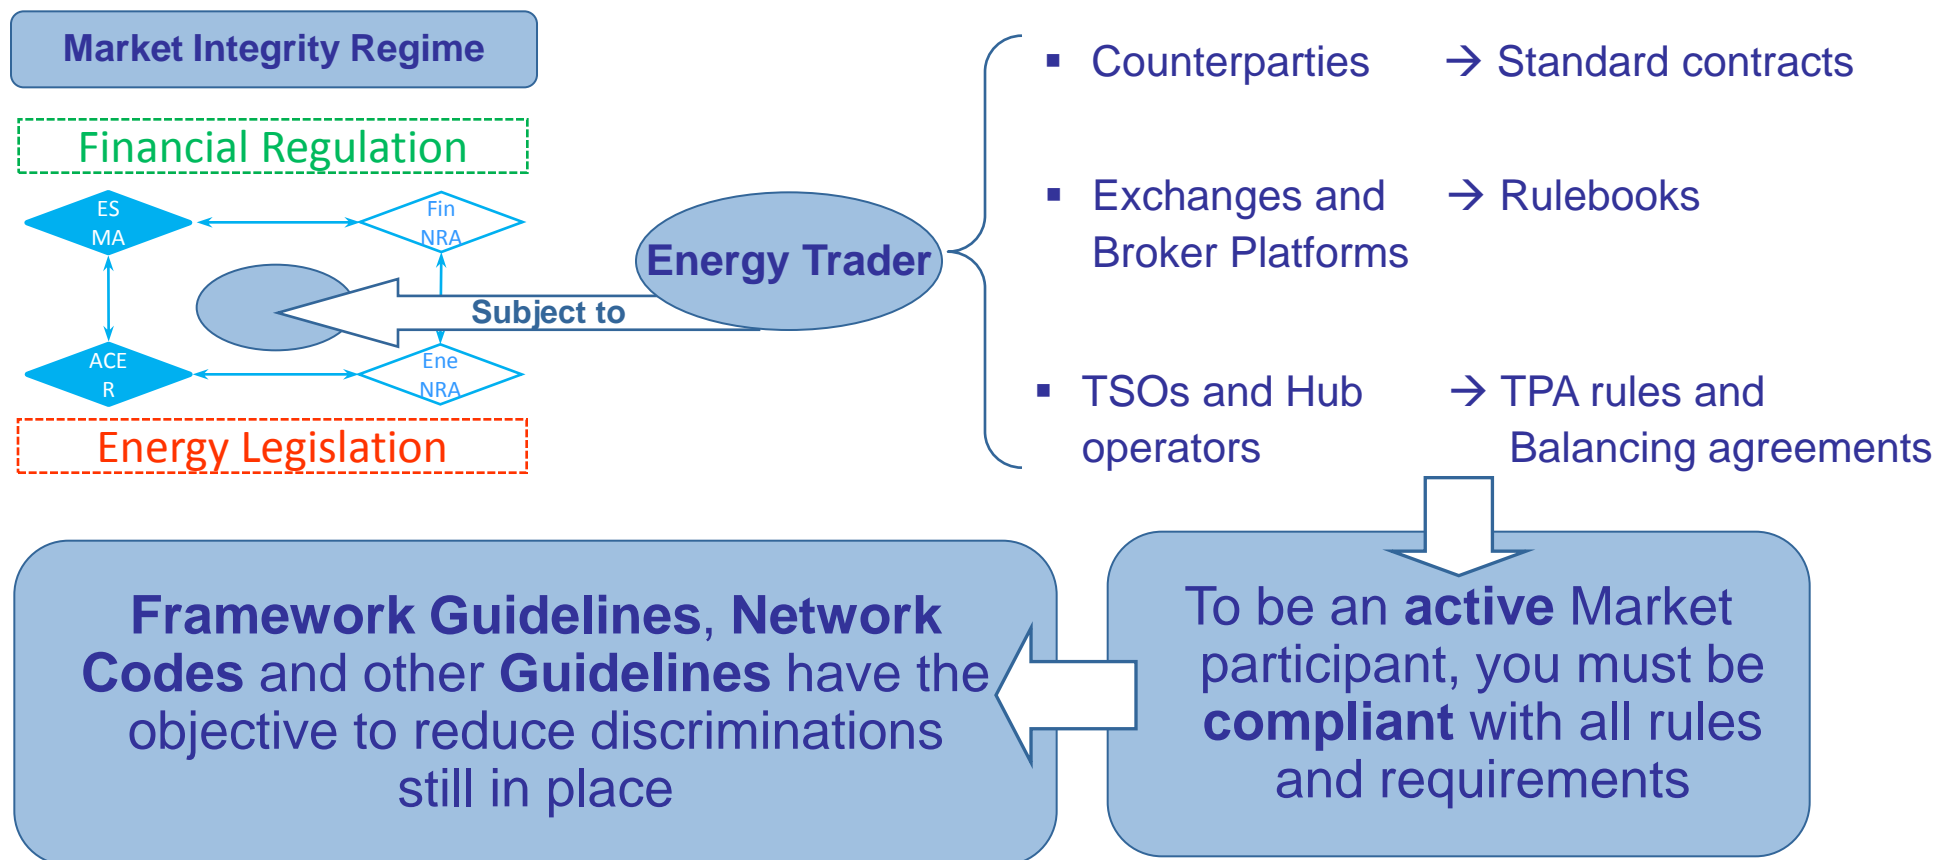 Market Integrity Regime
Financial Regulation
ES
MA
Fin
NRA
ACE
R
Ene
NRA
Energy Legislation
Subject to
Energy Trader
▪ Counterparties → Standard contracts
▪ Exchanges and → Rulebooks
Broker Platforms
▪ TSOs and Hub → TPA rules and
operators Balancing agreements
To be an active Market
participant, you must be
compliant with all rules
and requirements
Framework Guidelines, Network
Codes and other Guidelines have the
objective to reduce discriminations
still in place